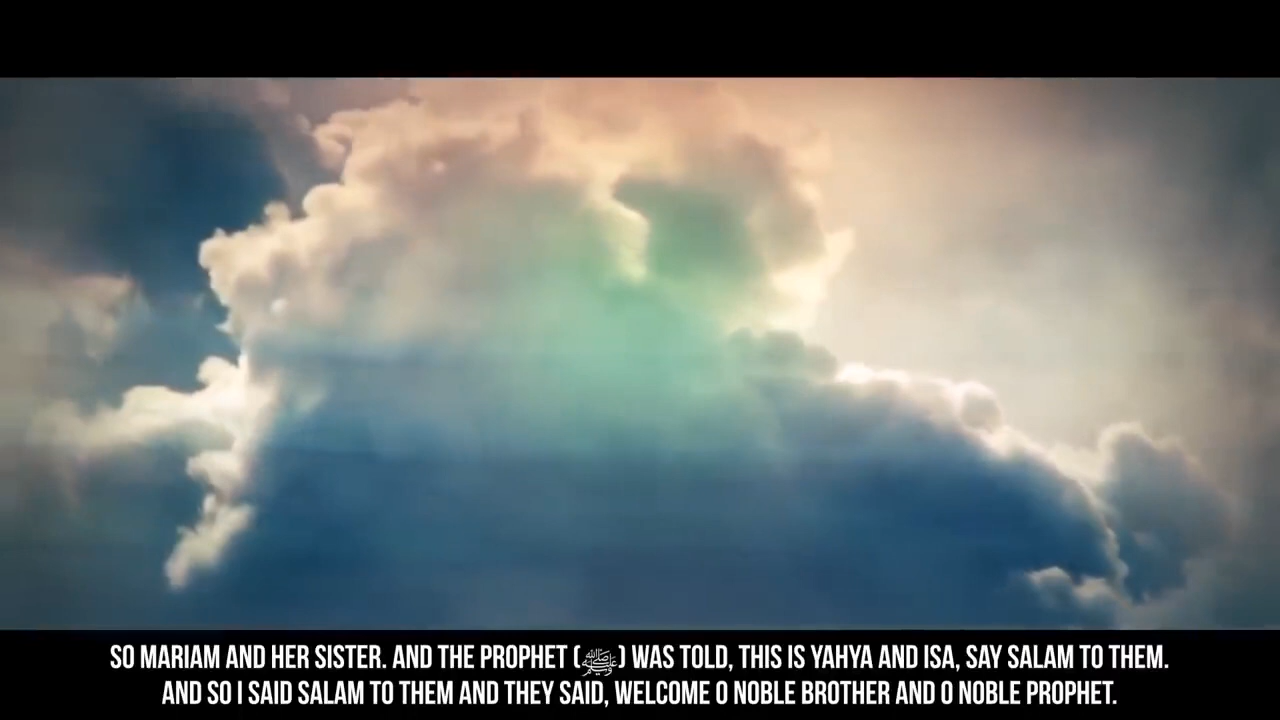 SO MARIAM AND HER SISTER. AND THE PROPHET (ﷺ) WAS TOLD, THIS IS YAHYA AND ISA, SAY SALAM TO THEM.
AND SO I SAID SALAM TO THEM AND THEY SAID, WELCOME O NOBLE BROTHER AND O NOBLE PROPHET.